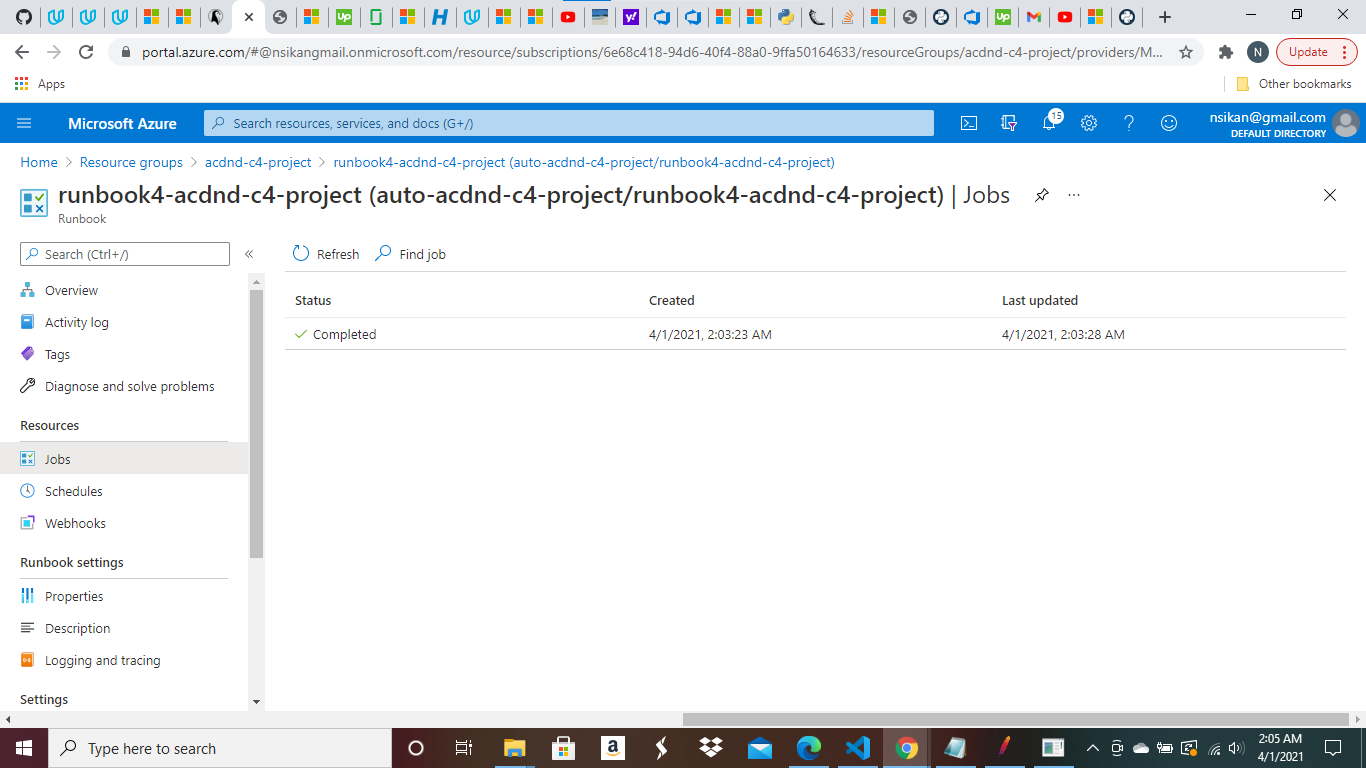 portal.azure.com/#@nsikangmail.onmicrosoft.com/resource/subscriptions/6e68c418-94d6-40f4-88a0-9ffa50164633/resourceGroups/acdnd-c4-project/providers/M...
N
Update
Apps
Other bookmarks
Microsoft Azure
Search resources, services, and docs (G+/)
15
nsikan@gmail.com
DEFAULT DIRECTORY
Home > Resource groups > acdnd-c4-project > runbook4-acdnd-c4-project (auto-acdnd-c4-project/runbook4-acdnd-c4-project)
runbook4-acdnd-c4-project (auto-acdnd-c4-project/runbook4-acdnd-c4-project) | Jobs
Runbook
Search (Ctrl+/)
Refresh Find job
Overview
Activity log
Tags
Diagnose and solve problems
Resources
Jobs
Schedules
Webhooks
Runbook settings
Properties
Description
Logging and tracing
Settings
Status Created Last updated
Completed 4/1/2021, 2:03:23 AM 4/1/2021, 2:03:28 AM
Type here to search
2:05 AM
4/1/2021